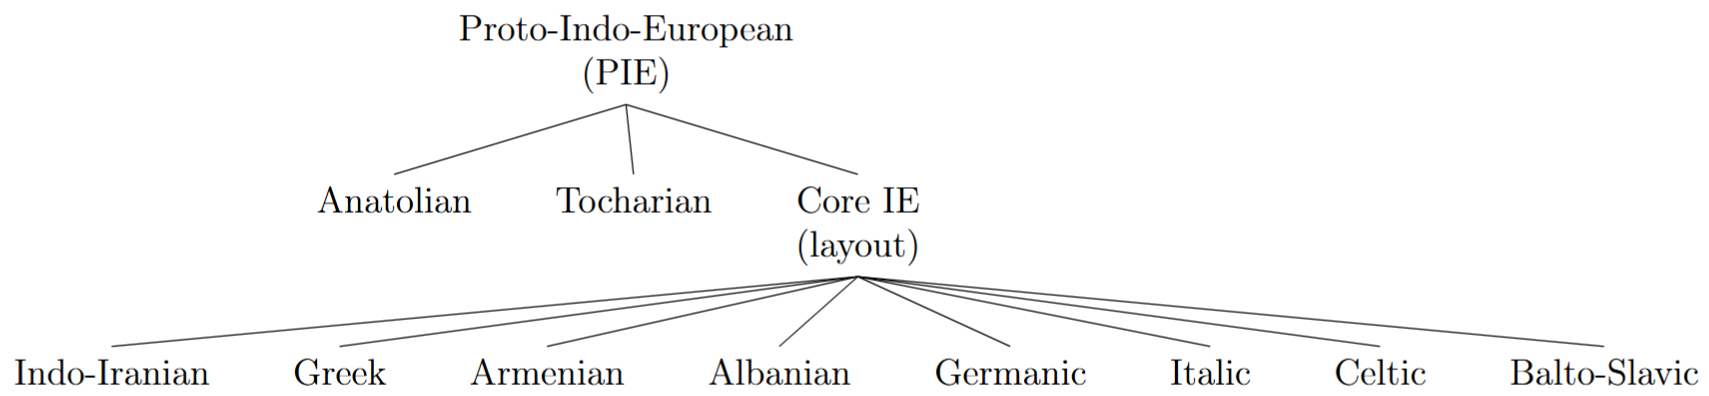 Proto-Indo-European
(PIE)
Anatolian Tocharian Core IE
(layout)
Indo-Iranian Greek Armenian Albanian Germanic Italic Celtic Balto-Slavic